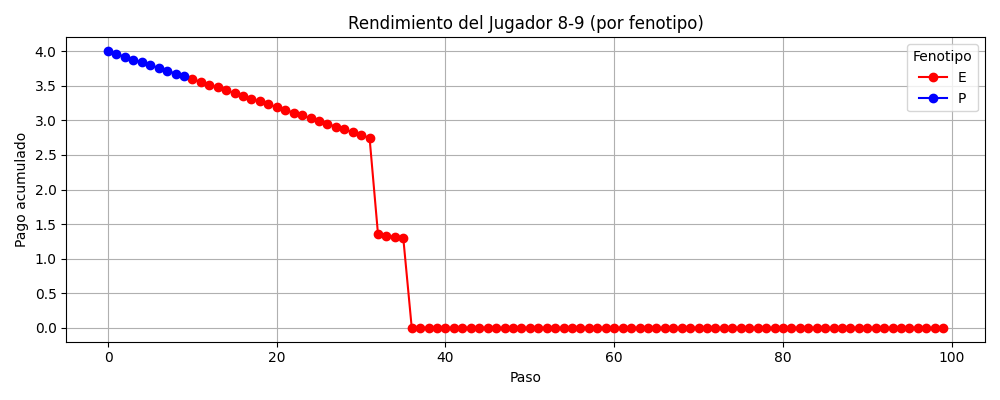 Rendimiento del Jugador 8-9 (por fenotipo)
Pago acumulado
4.0
3.5
3.0
2.5
2.0
1.5
1.0
0.5
0.0
Fenotipo
E
P
0 20 40 60 80 100
Paso